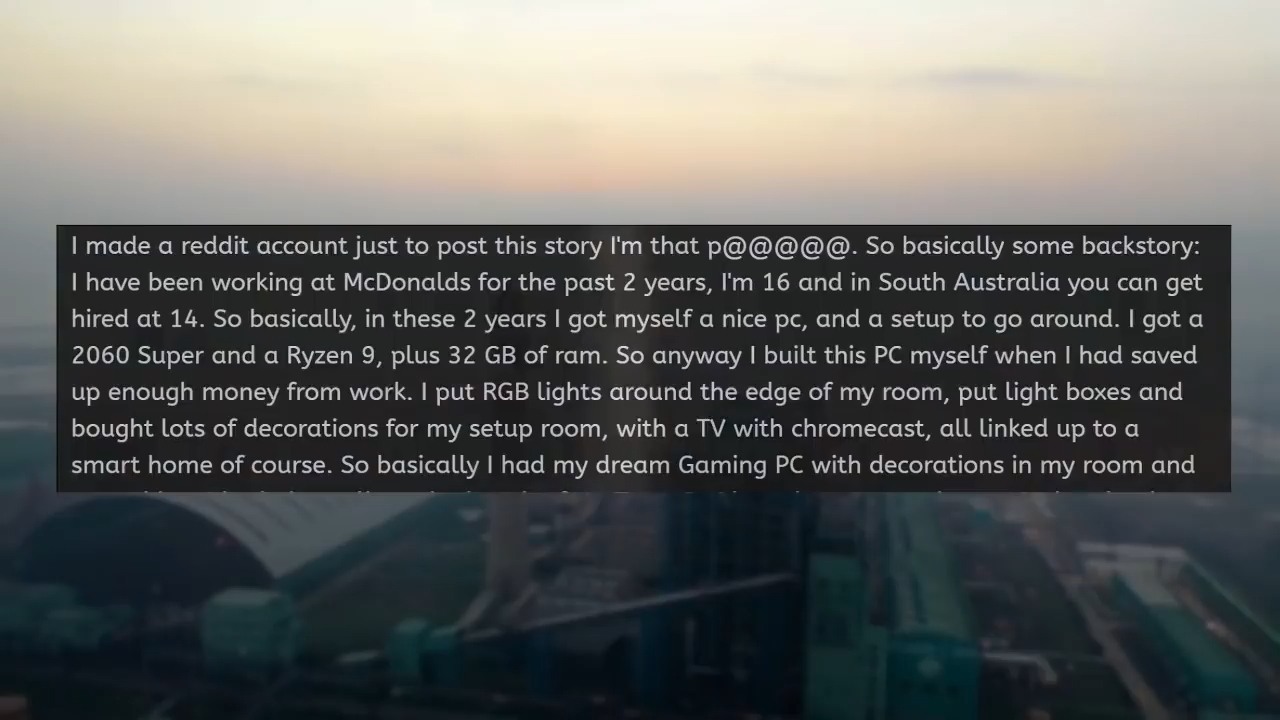 I made a reddit account just to post this story I'm that p@@@@@. So basically some backstory:
I have been working at McDonalds for the past 2 years, I'm 16 and in South Australia you can get
hired at 14. So basically, in these 2 years I got myself a nice pc, and a setup to go around. I got a
2060 Super and a Ryzen 9, plus 32 GB of ram. So anyway I built this PC myself when I had saved
up enough money from work. I put RGB lights around the edge of my room, put light boxes and
bought lots of decorations for my setup room, with a TV with chromecast, all linked up to a
smart home of course. So basically I had my dream Gaming PC with decorations in my room and